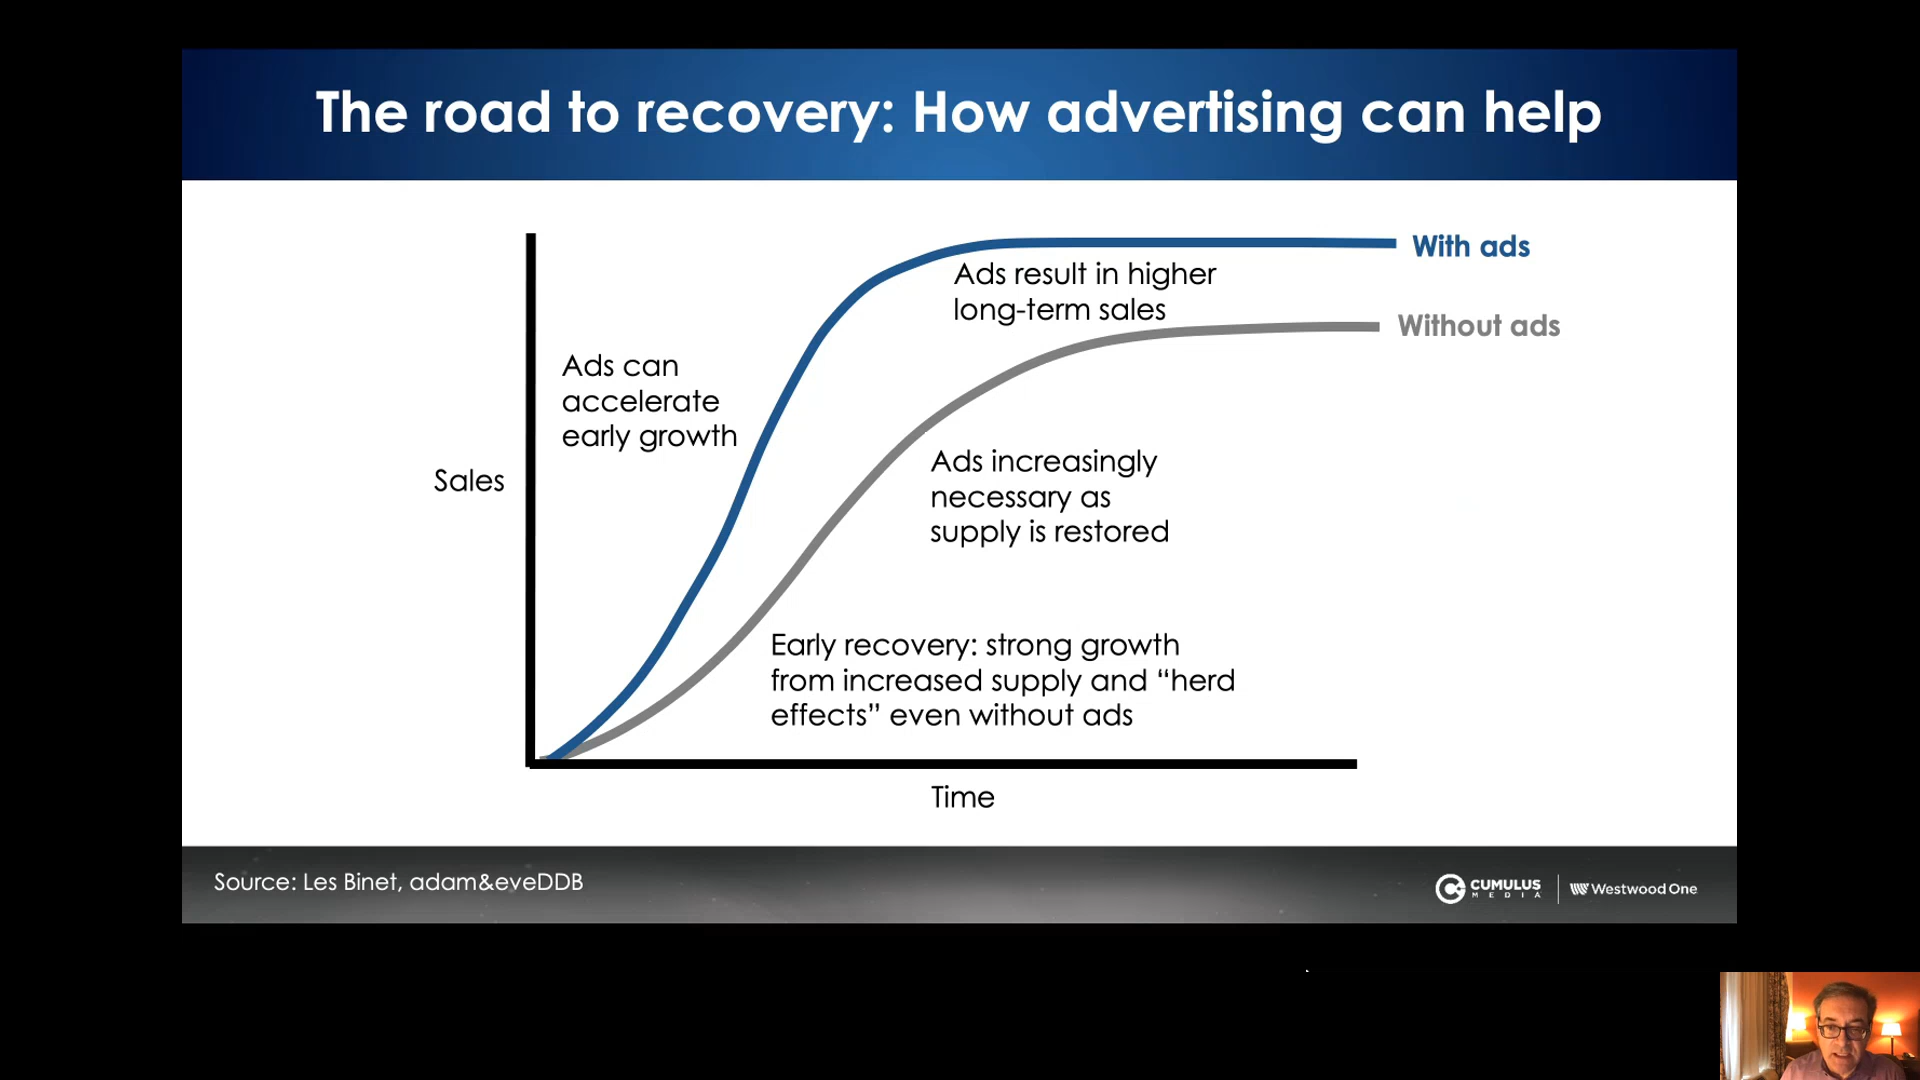 The road to recovery: How advertising can help
With ads
Ads result in higher
long-term sales
Without ads
Ads can
accelerate
early growth
Sales
Ads increasingly
necessary as
supply is restored
Early recovery: strong growth
from increased supply and “herd
effects” even without ads
Time
Source: Les Binet, adam&eveDDB
CUMULUS
MEDIA
Westwood One